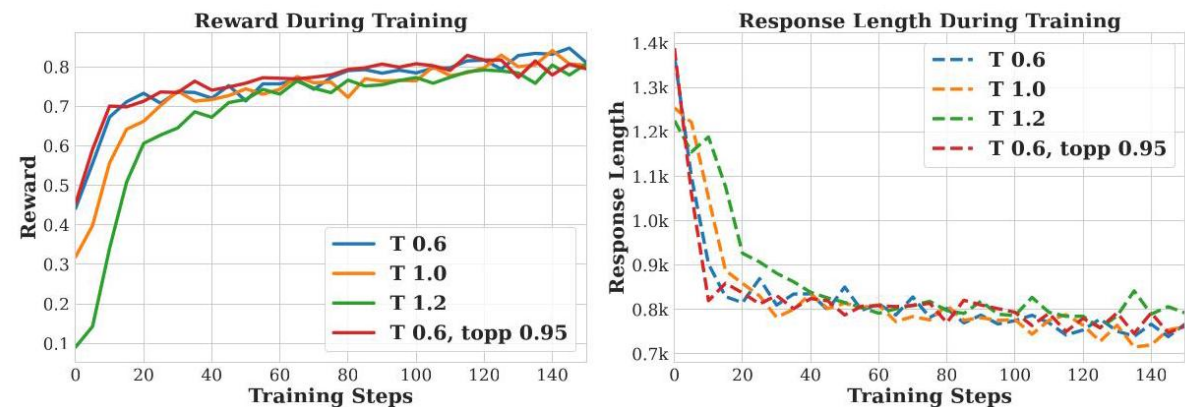 Reward During Training
Reward
0.8
0.7
0.6
0.5
0.4
0.3
0.2
0.1
T 0.6
T 1.0
T 1.2
T 0.6, topp 0.95
0 20 40 60 80 100 120 140
Training Steps
Response Length During Training
Response Length
1.4k
1.3k
1.2k
1.1k
1.0k
0.9k
0.8k
0.7k
T 0.6
T 1.0
T 1.2
T 0.6, topp 0.95
0 20 40 60 80 100 120 140
Training Steps